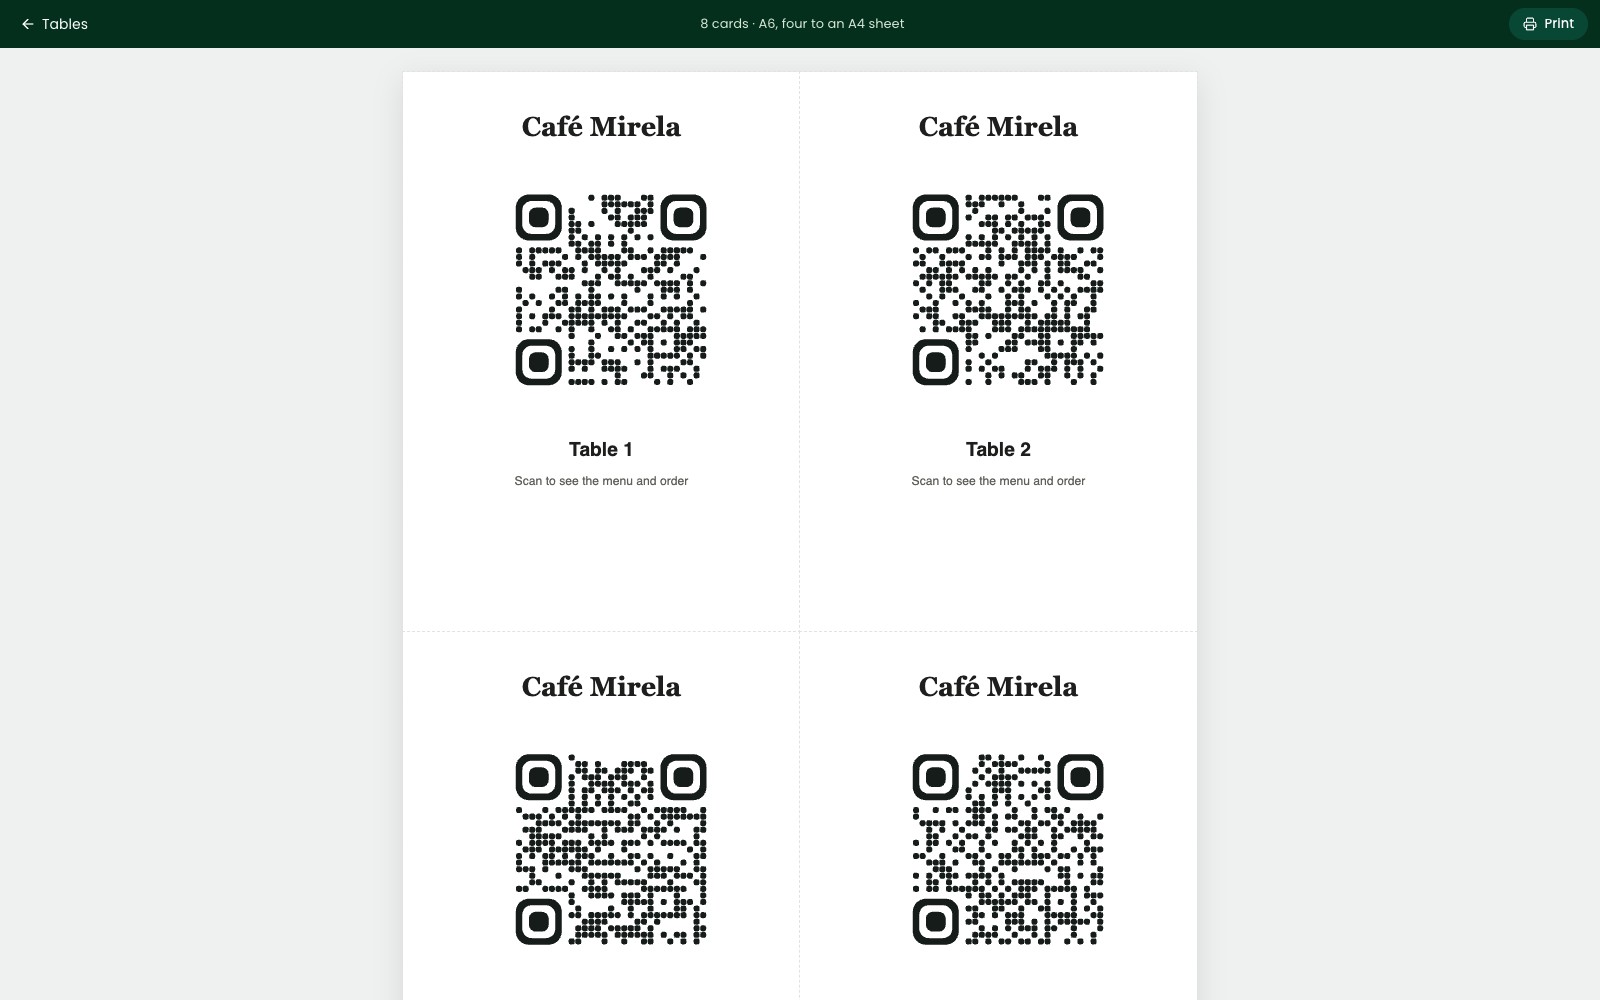 Tables
8 cards · A6, four to an A4 sheet
Print
Café Mirela
Café Mirela
Table 1
Table 2
Scan to see the menu and order
Scan to see the menu and order
Café Mirela
Café Mirela